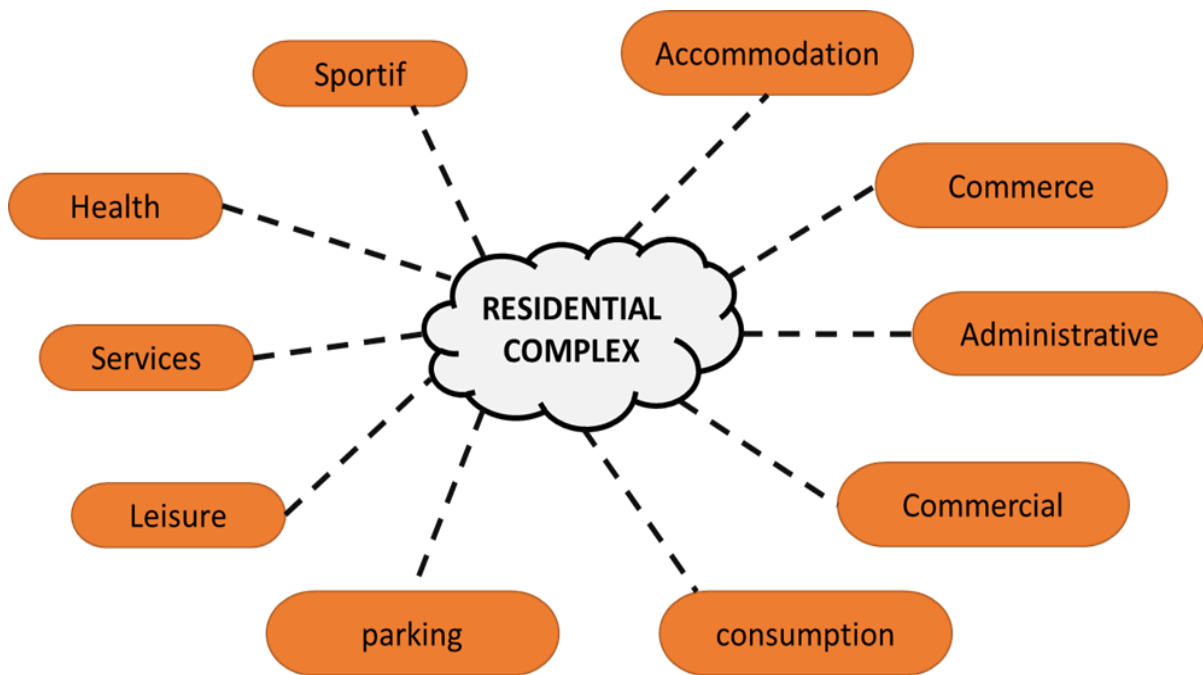 Sportif
Accommodation
Health
Commerce
RESIDENTIAL
COMPLEX
Services
Administrative
Leisure
Commercial
parking
consumption